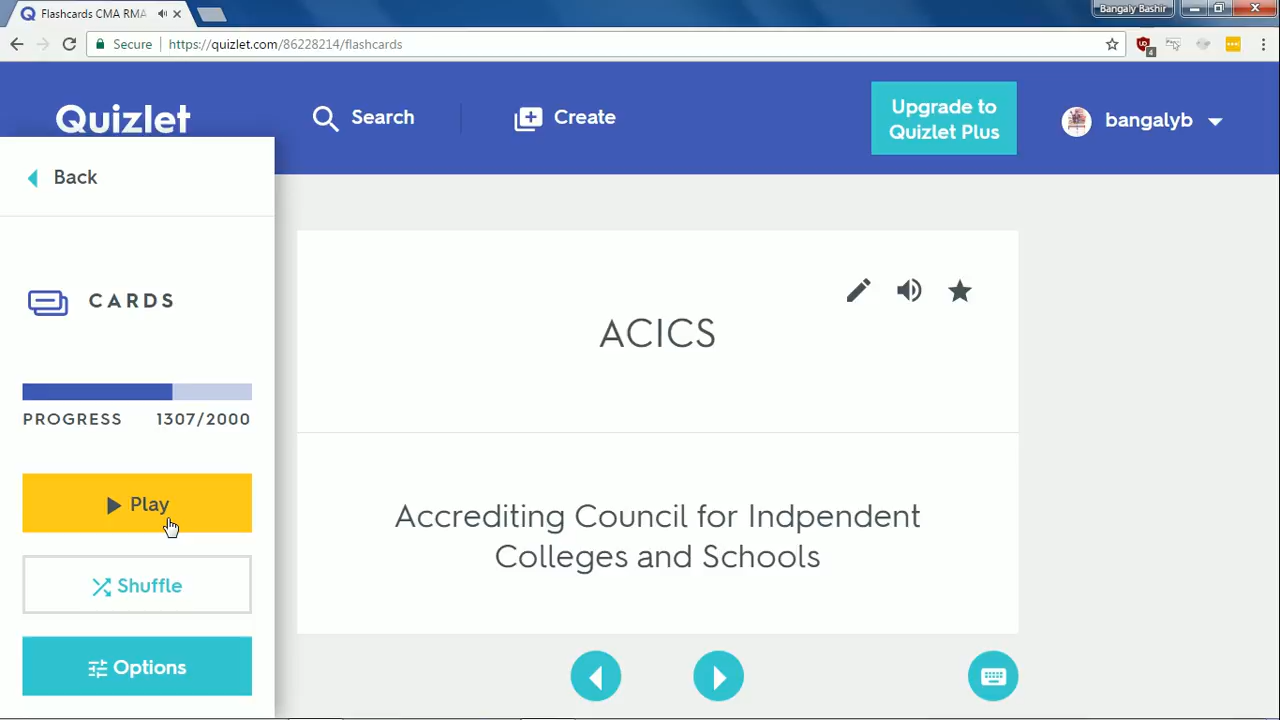 Flashcards CMA RMA
Bangaly Bashir
Secure
https://quizlet.com/86228214/flashcards
4
Quizlet
Search
Create
Upgrade to
Quizlet Plus
bangalyb
Back
CARDS
PROGRESS 1307/2000
Play
Shuffle
Options
ACICS
Accrediting Council for Indpendent
Colleges and Schools